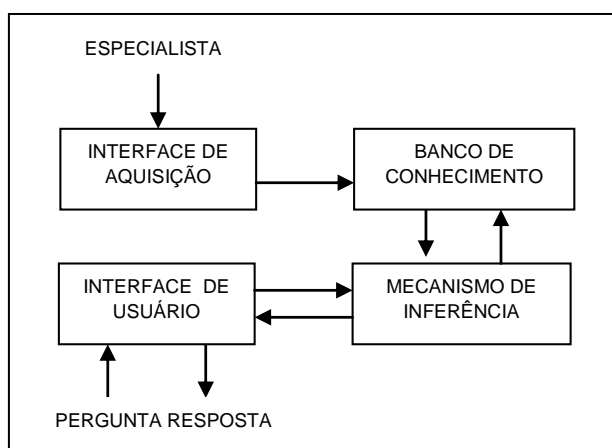 ESPECIALISTA
INTERFACE DE
AQUISIÇÃO
BANCO DE
CONHECIMENTO
INTERFACE DE
USUÁRIO
MECANISMO DE
INFERÊNCIA
PERGUNTA RESPOSTA